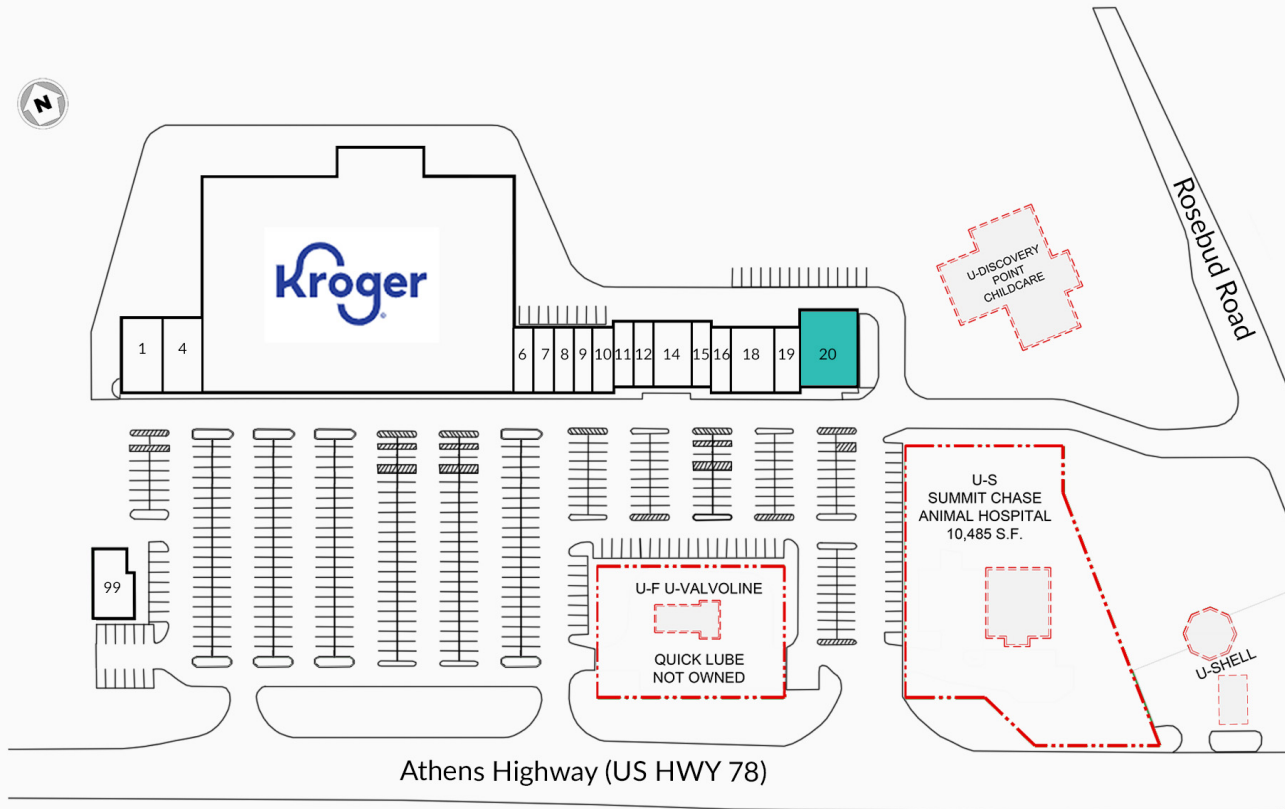 N
Kroger
1
4
6
7
8
9
10
11
12
14
15
16
18
19
20
U-DISCOVERY
POINT
CHILDCARE
Rosebud Road
99
U-F U-VALVOLINE
QUICK LUBE
NOT OWNED
U-S
SUMMIT CHASE
ANIMAL HOSPITAL
10,485 S.F.
U-SHELL
Athens Highway (US HWY 78)